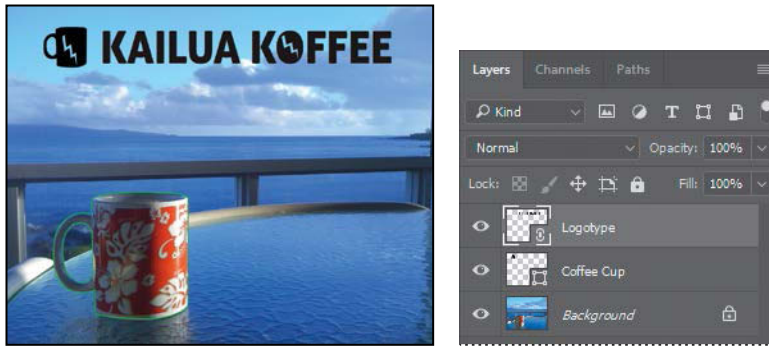 KAILUA KOFFEE
Layers Channels Paths
Kind
Normal Opacity: 100%
Lock: Fill: 100%
Logotype
Coffee Cup
Background